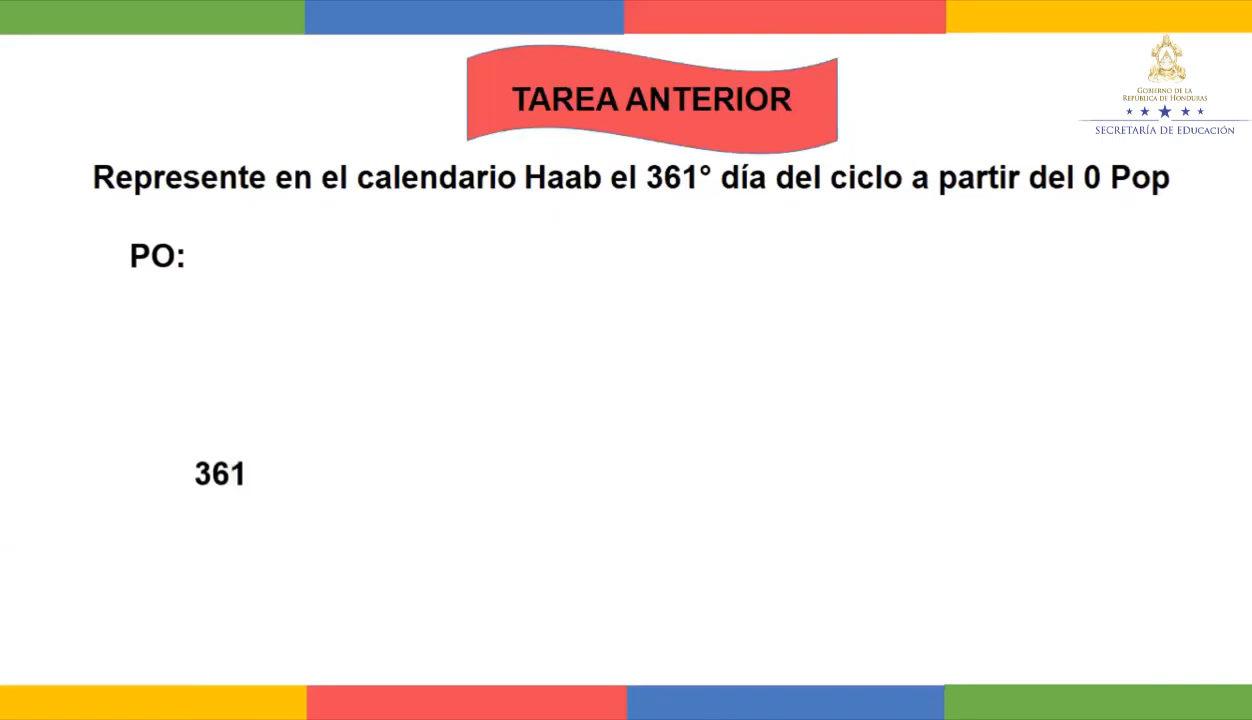 TAREA ANTERIOR
GOBIERNO DE LA
REPÚBLICA DE HONDURAS
SECRETARÍA DE EDUCACIÓN
Represente en el calendario Haab el 361° día del ciclo a partir del 0 Pop
PO:
361